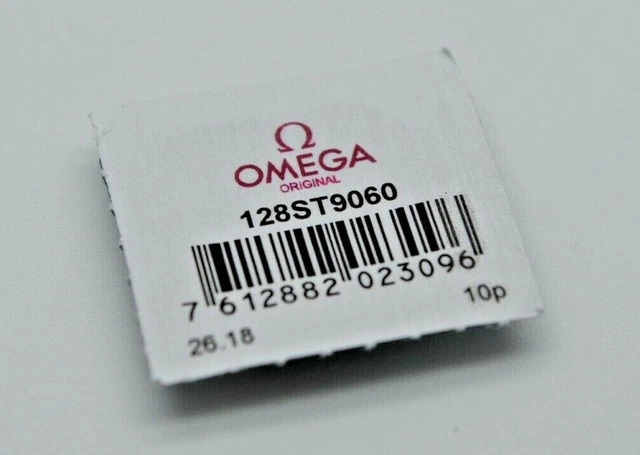 Ω
OMEGA
ORIGINAL
128ST9060
7 612882 023096
26.18
10p